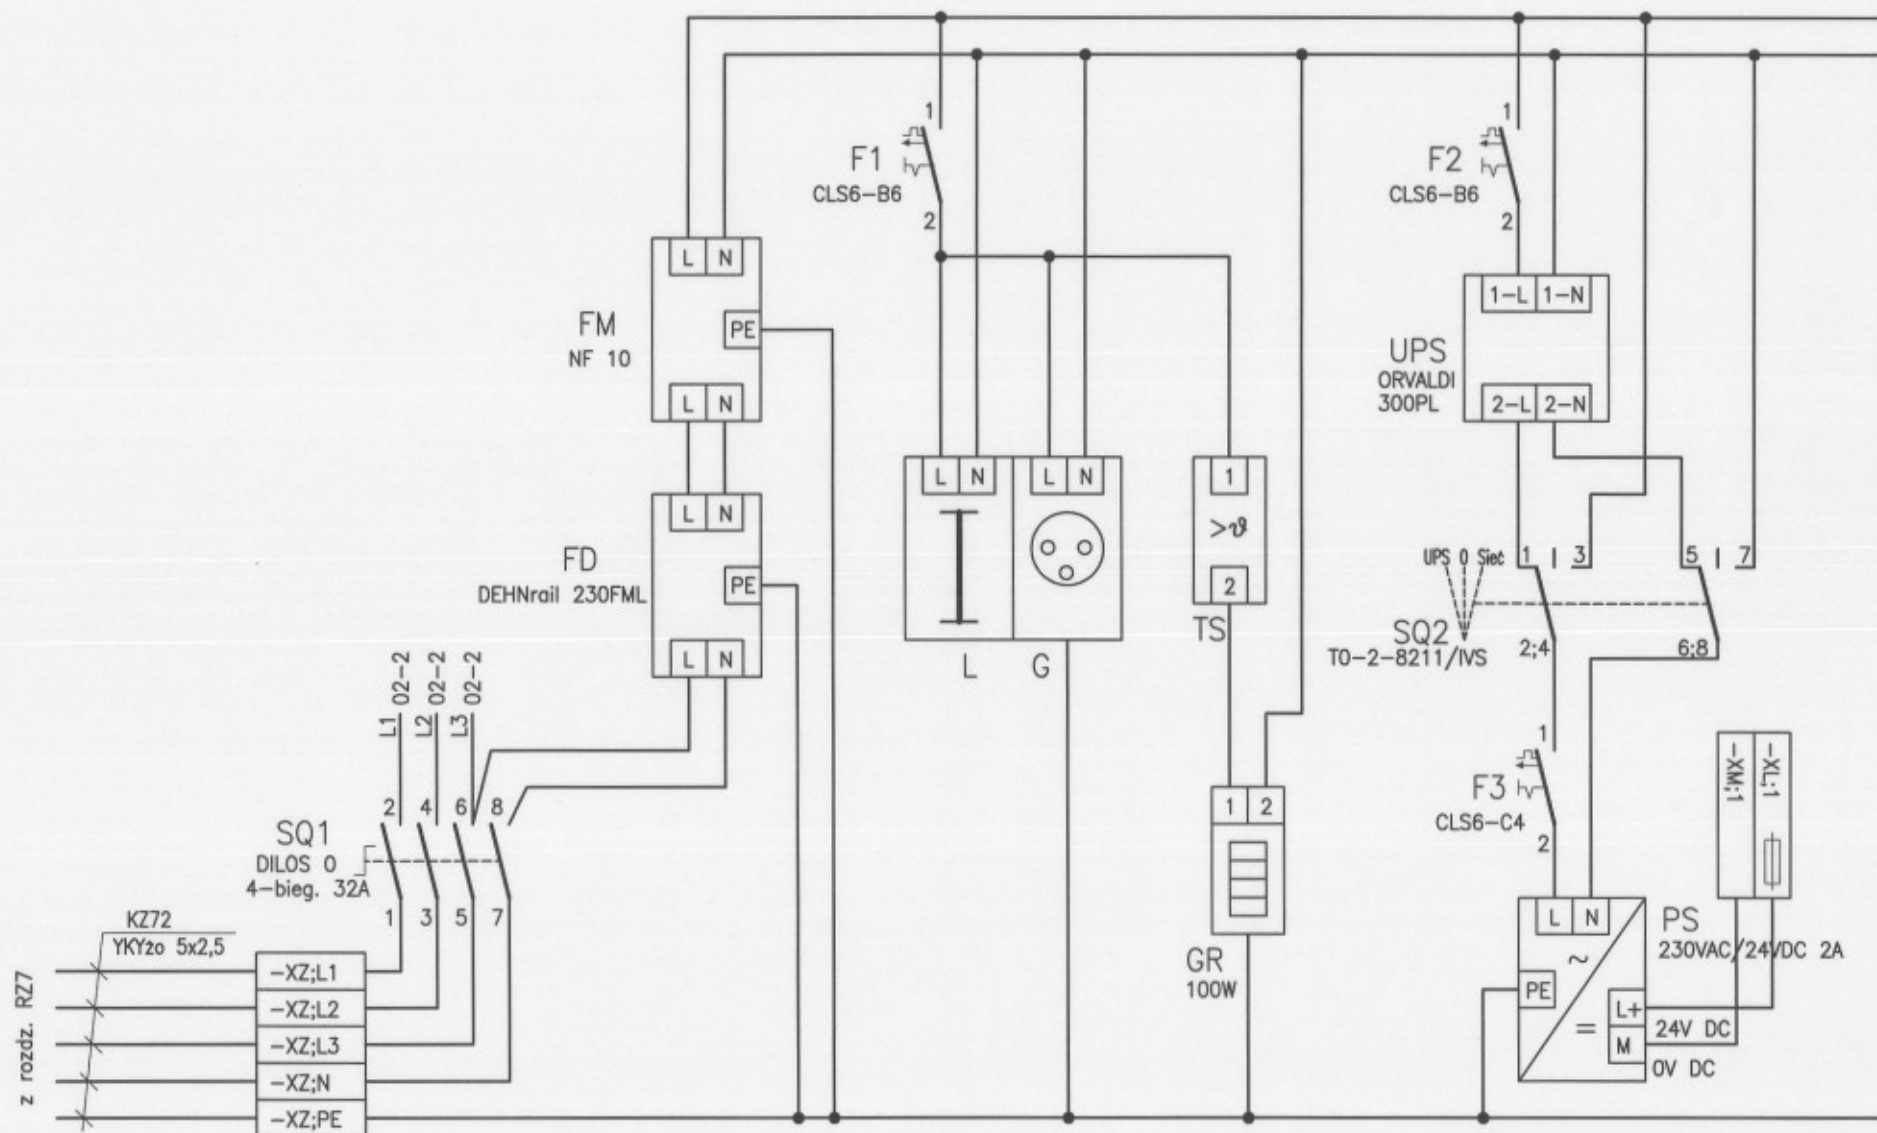 1
F1
CLS6-B6
2
1
F2
CLS6-B6
2
L N
FM
NF 10
PE
L N
1-L 1-N
UPS
ORVALDI
300PL
2-L 2-N
L N
FD
DEHNrail 230FML
PE
L N
L N
L N
L
G
1
>ϑ
2
TS
UPS 0 Sieć
1 3
5 7
SQ2
T0-2-8211/IVS
2;4
6;8
L1 02-2
L2 02-2
L3 02-2
2 4 6 8
SQ1
DILOS 0
4-bieg. 32A
1 3 5 7
1 2
GR
100W
1
F3
CLS6-C4
2
-XM;1
-XL;1
L N
PS
230VAC/24VDC 2A
~
PE
=
L+
24V DC
M
0V DC
KZ72
YKYżo 5x2,5
z rozdz. RZ7
-XZ;L1
-XZ;L2
-XZ;L3
-XZ;N
-XZ;PE